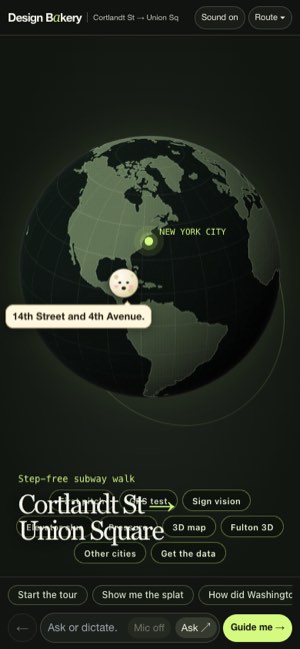 Design Bakery
Cortlandt St → Union Sq
Sound on
Route
NEW YORK CITY
14th Street and 4th Avenue.
Step-free subway walk
Cortlandt St →
Union Square
test
Sign vision
3D map
Fulton 3D
Other cities
Get the data
Start the tour
Show me the splat
How did Washingto
← Ask or dictate. Mic off Ask ↗ Guide me →